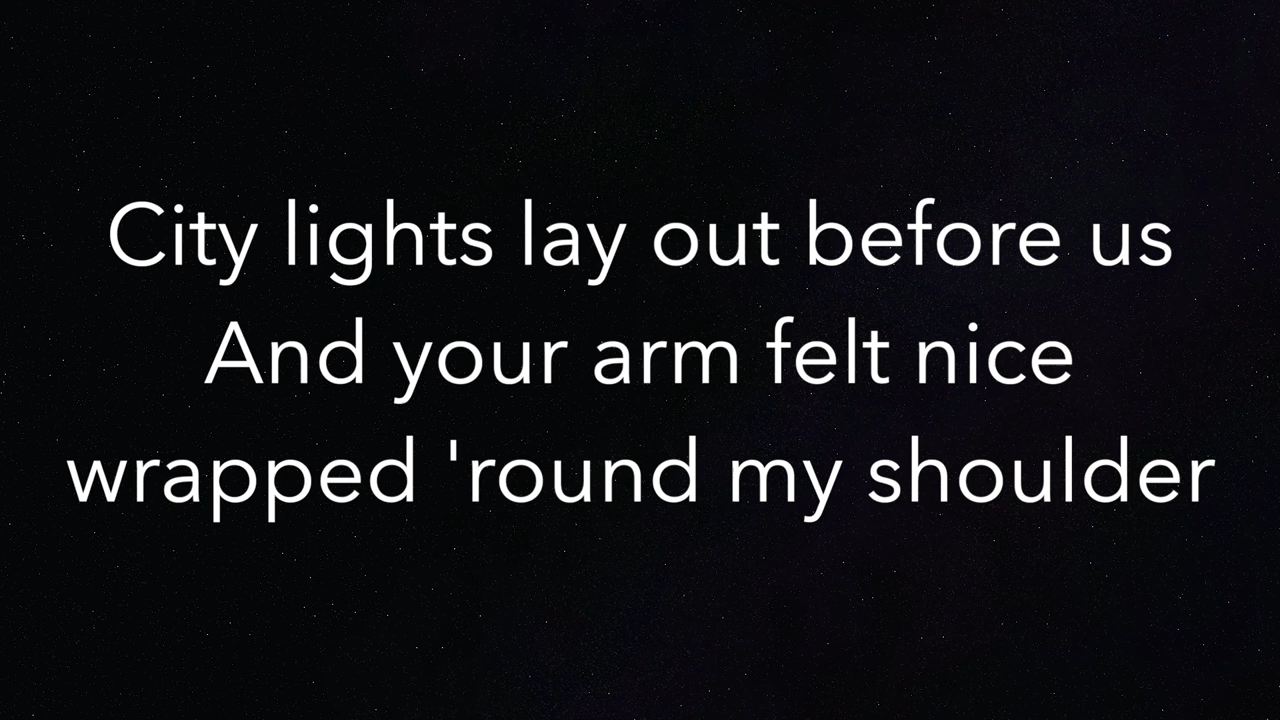 City lights lay out before us
And your arm felt nice
wrapped 'round my shoulder